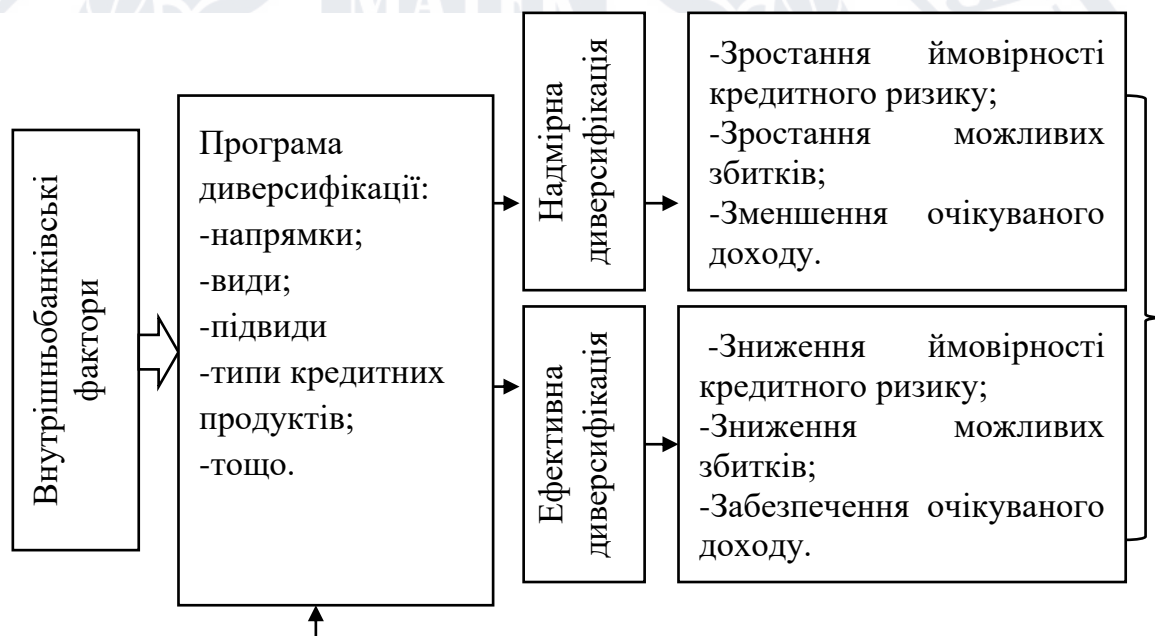 Внутрішньобанківські
фактори
Програма
диверсифікації:
-напрямки;
-види;
-підвиди
-типи кредитних
продуктів;
-тощо.
Надмірна
диверсифікація
-Зростання ймовірності
кредитного ризику;
-Зростання можливих
збитків;
-Зменшення очікуваного
доходу.
Ефективна
диверсифікація
-Зниження ймовірності
кредитного ризику;
-Зниження можливих
збитків;
-Забезпечення очікуваного
доходу.